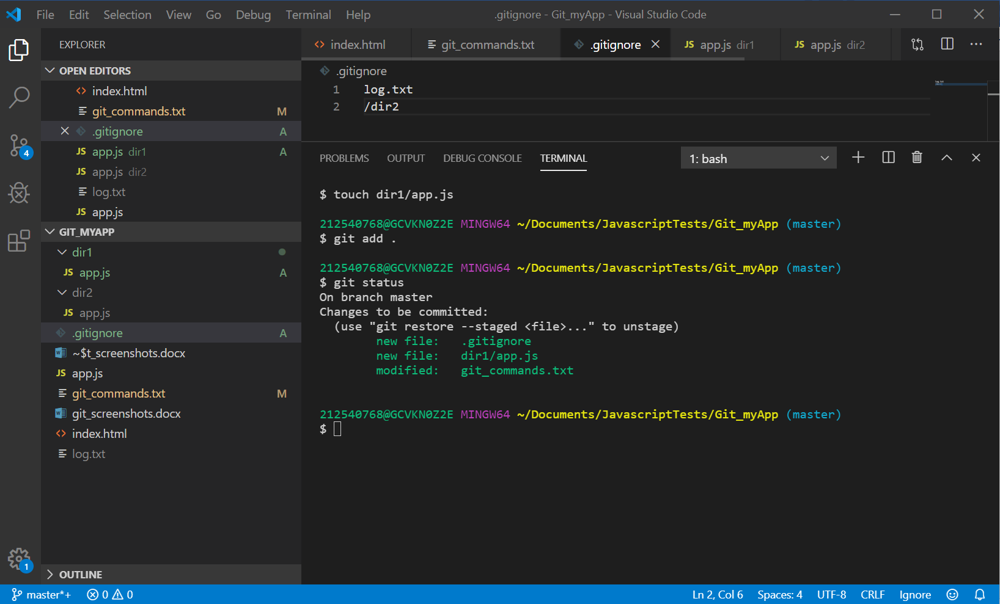 File Edit Selection View Go Debug Terminal Help .gitignore - Git_myApp - Visual Studio Code
EXPLORER
OPEN EDITORS
index.html
git_commands.txt M
.gitignore A
JS app.js dir1 A
JS app.js dir2
log.txt
JS app.js
GIT_MYAPP
dir1
JS app.js A
dir2
JS app.js
.gitignore A
~$t_screenshots.docx
JS app.js
git_commands.txt M
git_screenshots.docx
index.html
log.txt
OUTLINE
4
1
index.html git_commands.txt .gitignore JS app.js dir1 JS app.js dir2
.gitignore
1 log.txt
2 /dir2
PROBLEMS OUTPUT DEBUG CONSOLE TERMINAL 1: bash
$ touch dir1/app.js
212540768@GCVKN0Z2E MINGW64 ~/Documents/JavascriptTests/Git_myApp (master)
$ git add .
212540768@GCVKN0Z2E MINGW64 ~/Documents/JavascriptTests/Git_myApp (master)
$ git status
On branch master
Changes to be committed:
(use "git restore --staged <file>..." to unstage)
new file: .gitignore
new file: dir1/app.js
modified: git_commands.txt
212540768@GCVKN0Z2E MINGW64 ~/Documents/JavascriptTests/Git_myApp (master)
$
master*+ 0 0 Ln 2, Col 6 Spaces: 4 UTF-8 CRLF Ignore